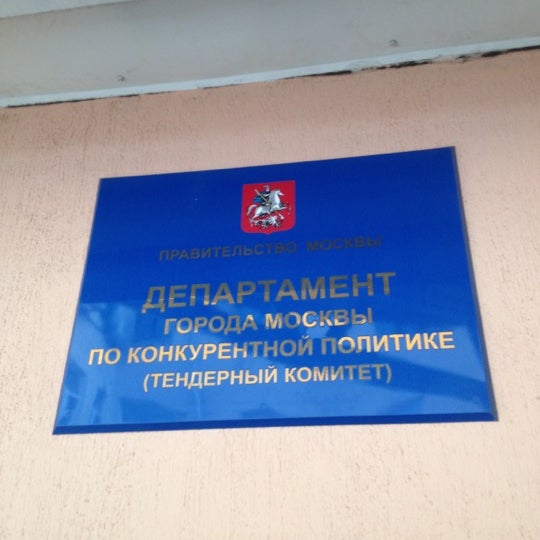 ПРАВИТЕЛЬСТВО МОСКВЫ
ДЕПАРТАМЕНТ
ГОРОДА МОСКВЫ
ПО КОНКУРЕНТНОЙ ПОЛИТИКЕ
(ТЕНДЕРНЫЙ КОМИТЕТ)